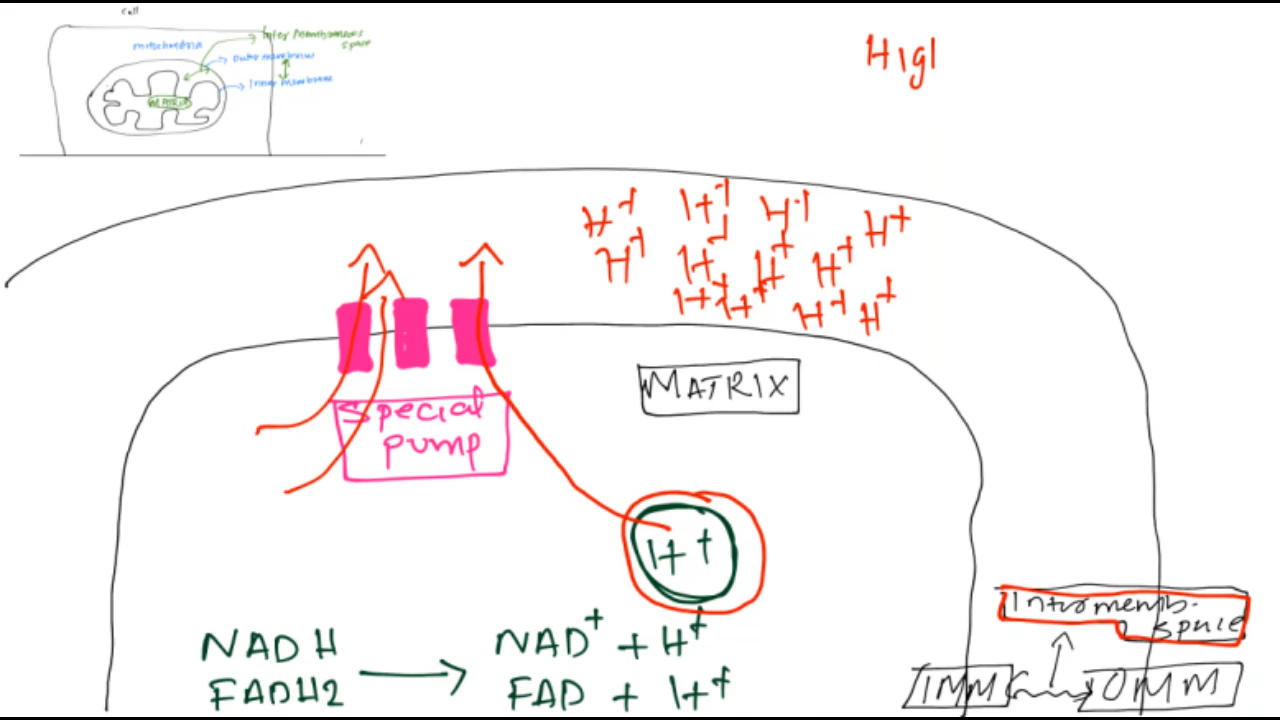 Cell
mitochondria
Inter membranous
space
Outer membrane
Inner membrane
MATRIX
Higl
H+ H+ H+ H+
H+ H+ H+ H+
H+ H+ H+ H+
MATRIX
Special
pump
H+
NADH → NAD+ + H+
FADH2 FAD + H+
Intromemb.
space
IMM OMM